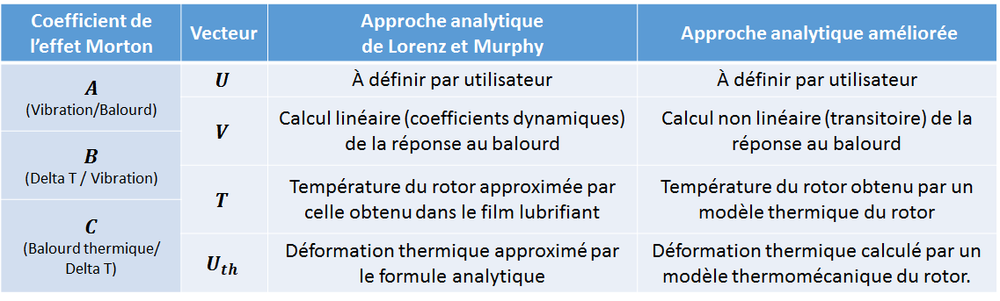 Coefficient de
l'effet Morton
Vecteur
Approche analytique
de Lorenz et Murphy
Approche analytique améliorée
A
(Vibration/Balourd)
B
(Delta T / Vibration)
C
(Balourd thermique/
Delta T)
U
À définir par utilisateur
À définir par utilisateur
V
Calcul linéaire (coefficients dynamiques)
de la réponse au balourd
Calcul non linéaire (transitoire) de la
réponse au balourd
T
Température du rotor approximée par
celle obtenu dans le film lubrifiant
Température du rotor obtenu par un
modèle thermique du rotor
Uth
Déformation thermique approximé par
le formule analytique
Déformation thermique calculé par un
modèle thermomécanique du rotor.